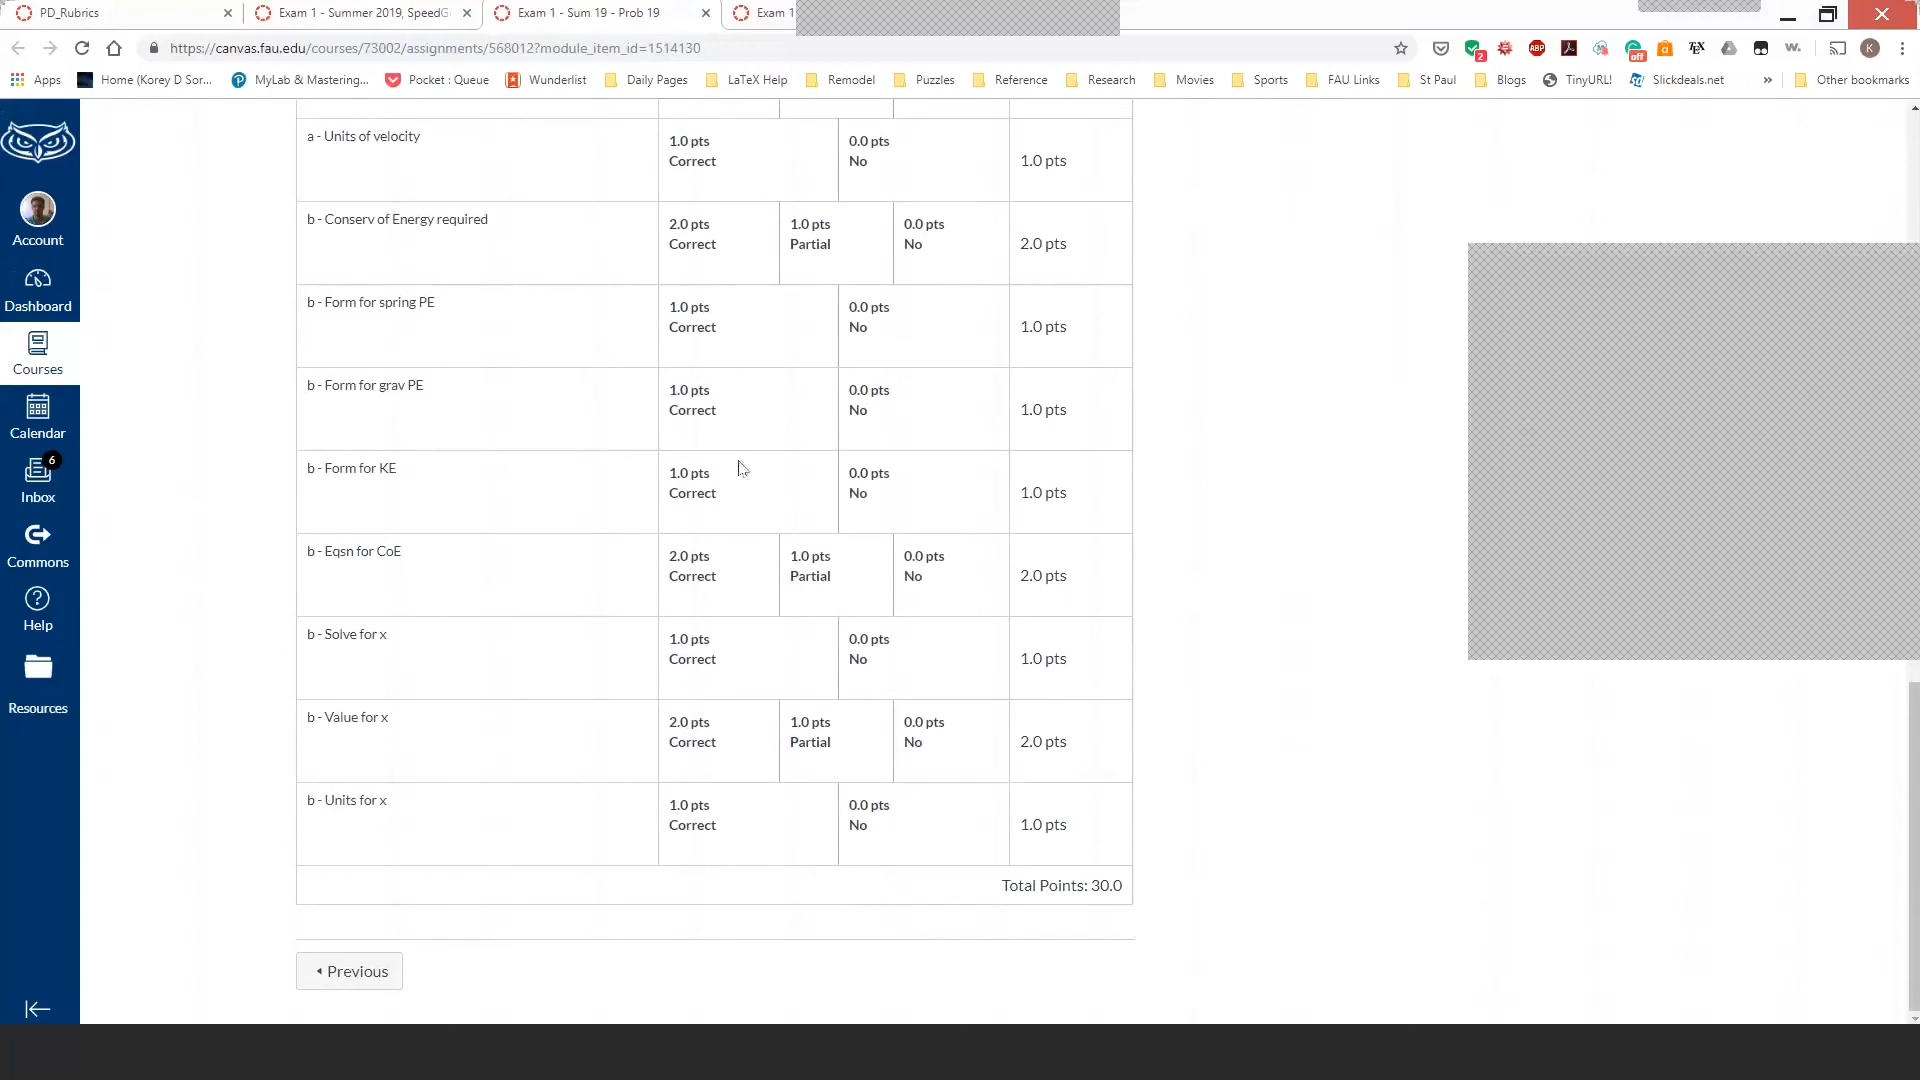 PD_Rubrics
Exam 1 - Summer 2019, SpeedG
Exam 1 - Sum 19 - Prob 19
Exam 1
https://canvas.fau.edu/courses/73002/assignments/568012?module_item_id=1514130
2
ABP
off
a
TEX
w.
K
Apps
Home (Korey D Sor...
MyLab & Mastering...
Pocket : Queue
Wunderlist
Daily Pages
LaTeX Help
Remodel
Puzzles
Reference
Research
Movies
Sports
FAU Links
St Paul
Blogs
TinyURL!
Slickdeals.net
»
Other bookmarks
Account
Dashboard
Courses
Calendar
6
Inbox
Commons
Help
Resources
a - Units of velocity
1.0 pts
Correct
0.0 pts
No
1.0 pts
b - Conserv of Energy required
2.0 pts
Correct
1.0 pts
Partial
0.0 pts
No
2.0 pts
b - Form for spring PE
1.0 pts
Correct
0.0 pts
No
1.0 pts
b - Form for grav PE
1.0 pts
Correct
0.0 pts
No
1.0 pts
b - Form for KE
1.0 pts
Correct
0.0 pts
No
1.0 pts
b - Eqsn for CoE
2.0 pts
Correct
1.0 pts
Partial
0.0 pts
No
2.0 pts
b - Solve for x
1.0 pts
Correct
0.0 pts
No
1.0 pts
b - Value for x
2.0 pts
Correct
1.0 pts
Partial
0.0 pts
No
2.0 pts
b - Units for x
1.0 pts
Correct
0.0 pts
No
1.0 pts
Total Points: 30.0
Previous